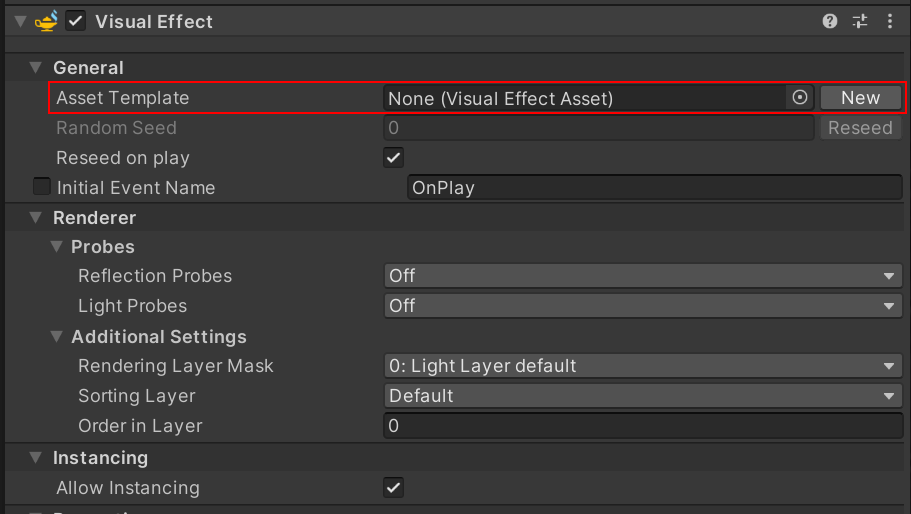 Visual Effect
General
Asset Template None (Visual Effect Asset) New
Random Seed 0 Reseed
Reseed on play
Initial Event Name OnPlay
Renderer
Probes
Reflection Probes Off
Light Probes Off
Additional Settings
Rendering Layer Mask 0: Light Layer default
Sorting Layer Default
Order in Layer 0
Instancing
Allow Instancing